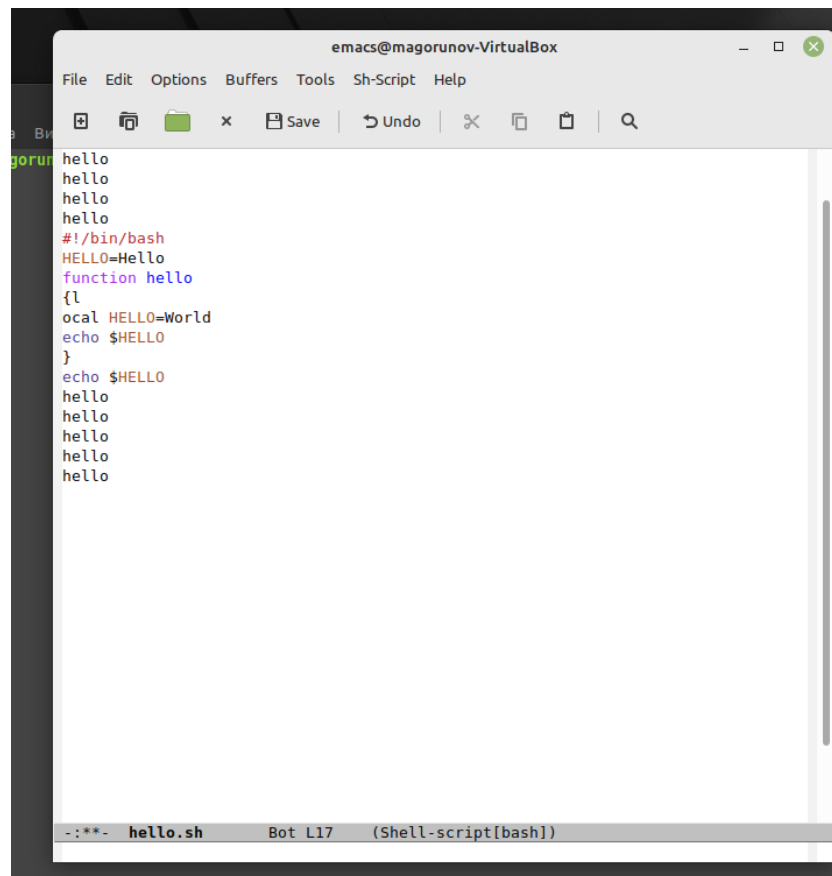 emacs@magorunov-VirtualBox
File Edit Options Buffers Tools Sh-Script Help
Save Undo
а Ви
gorun
hello
hello
hello
hello
#!/bin/bash
HELLO=Hello
function hello
{l
ocal HELLO=World
echo $HELLO
}
echo $HELLO
hello
hello
hello
hello
hello
-:**- hello.sh Bot L17 (Shell-script[bash])